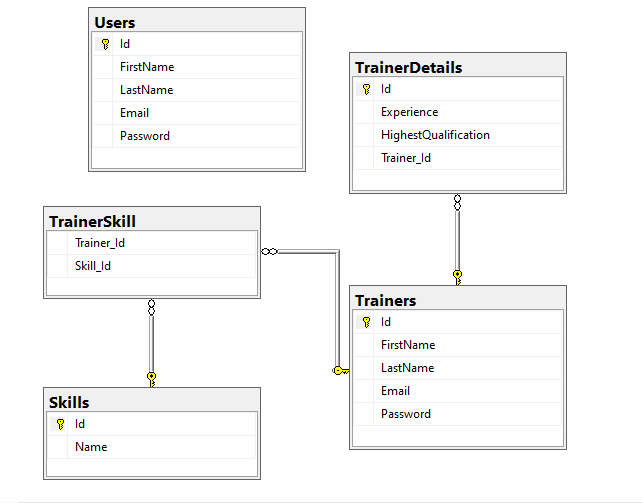 Users
Id
FirstName
LastName
Email
Password
TrainerDetails
Id
Experience
HighestQualification
Trainer_Id
TrainerSkill
Trainer_Id
Skill_Id
Trainers
Id
FirstName
LastName
Email
Password
Skills
Id
Name